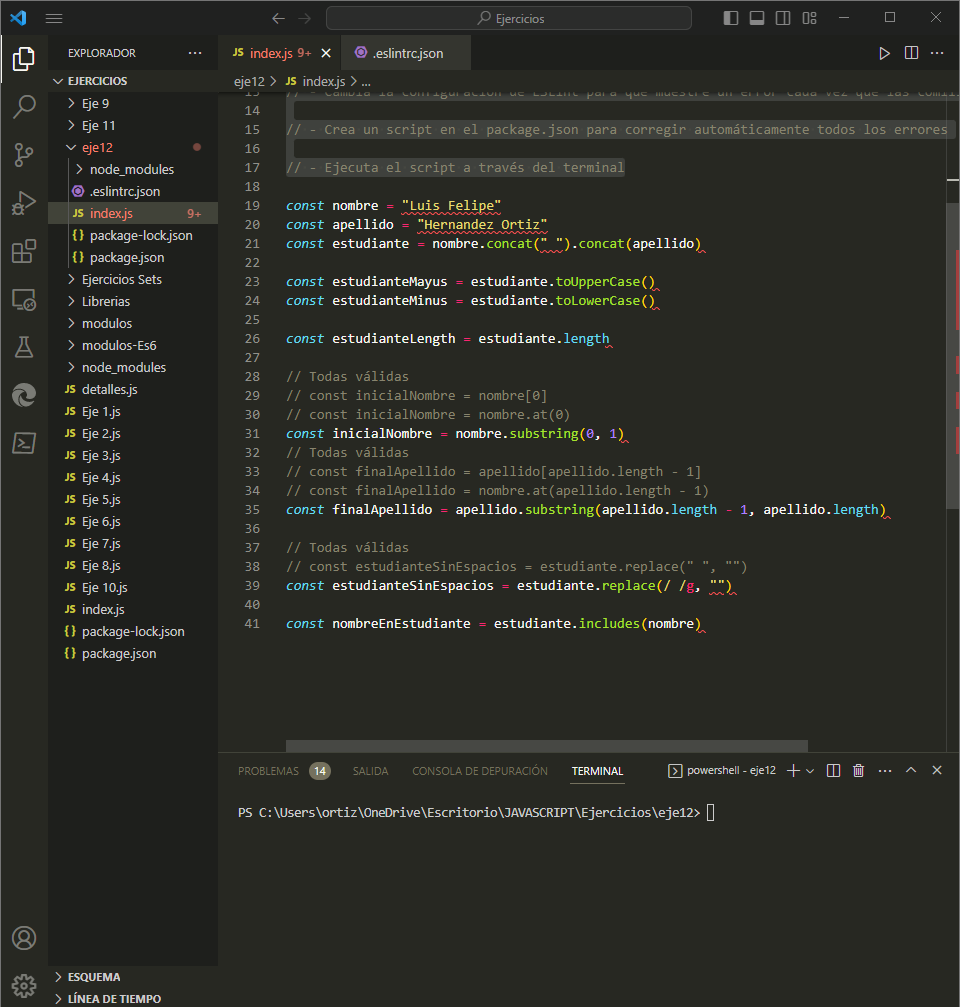 Ejercicios
EXPLORADOR ...
EJERCICIOS
Eje 9
Eje 11
eje12
node_modules
.eslintrc.json
JS index.js 9+
{} package-lock.json
{} package.json
Ejercicios Sets
Librerias
modulos
modulos-Es6
node_modules
JS detalles.js
JS Eje 1.js
JS Eje 2.js
JS Eje 3.js
JS Eje 4.js
JS Eje 5.js
JS Eje 6.js
JS Eje 7.js
JS Eje 8.js
JS Eje 10.js
JS index.js
{} package-lock.json
{} package.json
ESQUEMA
LÍNEA DE TIEMPO
JS index.js 9+ .eslintrc.json
eje12 > JS index.js > ...
13 // - Cambia la configuración de ESLint para que muestre un error cada vez que las comil
14
15 // - Crea un script en el package.json para corregir automáticamente todos los errores
16
17 // - Ejecuta el script a través del terminal
18
19 const nombre = "Luis Felipe"
20 const apellido = "Hernandez Ortiz"
21 const estudiante = nombre.concat(" ").concat(apellido)
22
23 const estudianteMayus = estudiante.toUpperCase()
24 const estudianteMinus = estudiante.toLowerCase()
25
26 const estudianteLength = estudiante.length
27
28 // Todas válidas
29 // const inicialNombre = nombre[0]
30 // const inicialNombre = nombre.at(0)
31 const inicialNombre = nombre.substring(0, 1)
32 // Todas válidas
33 // const finalApellido = apellido[apellido.length - 1]
34 // const finalApellido = nombre.at(apellido.length - 1)
35 const finalApellido = apellido.substring(apellido.length - 1, apellido.length)
36
37 // Todas válidas
38 // const estudianteSinEspacios = estudiante.replace(" ", "")
39 const estudianteSinEspacios = estudiante.replace(/ /g, "")
40
41 const nombreEnEstudiante = estudiante.includes(nombre)
PROBLEMAS 14 SALIDA CONSOLA DE DEPURACIÓN TERMINAL powershell - eje12
PS C:\Users\ortiz\OneDrive\Escritorio\JAVASCRIPT\Ejercicios\eje12>